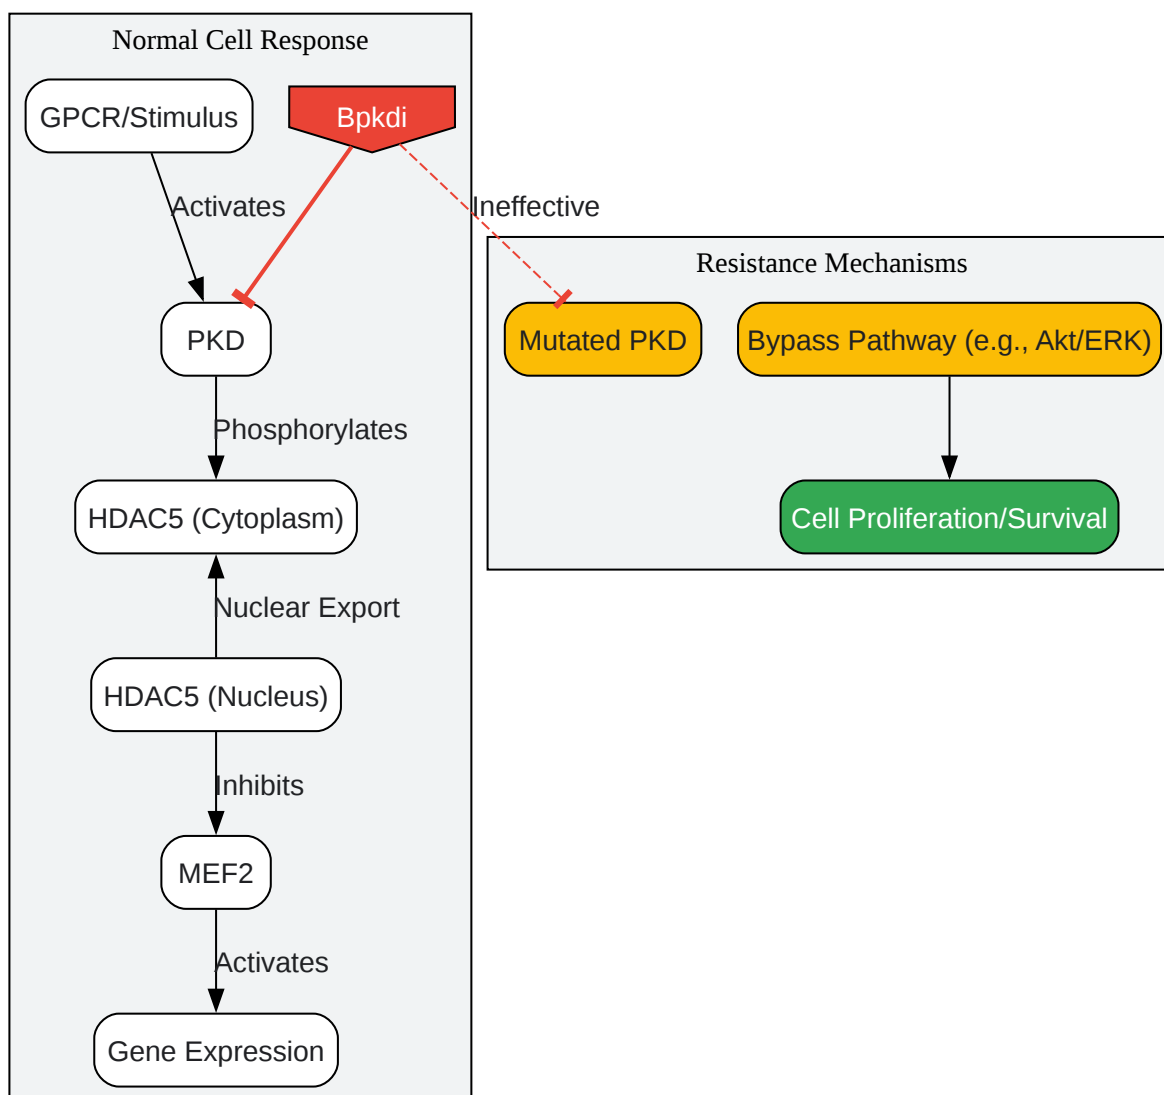 Normal Cell Response
GPCR/Stimulus
Bpkdi
Activates
Ineffective
Resistance Mechanisms
PKD
Mutated PKD
Bypass Pathway (e.g., Akt/ERK)
Phosphorylates
HDAC5 (Cytoplasm)
Cell Proliferation/Survival
Nuclear Export
HDAC5 (Nucleus)
Inhibits
MEF2
Activates
Gene Expression